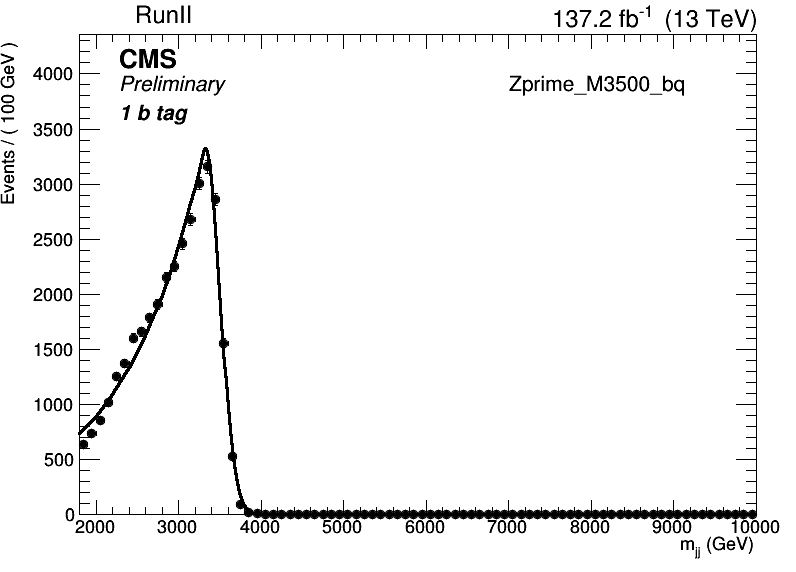 RunII
137.2 fb-1 (13 TeV)
CMS
Preliminary
1 b tag
Zprime_M3500_bq
Events / ( 100 GeV )
4000
3500
3000
2500
2000
1500
1000
500
0
2000 3000 4000 5000 6000 7000 8000 9000 10000
mjj (GeV)